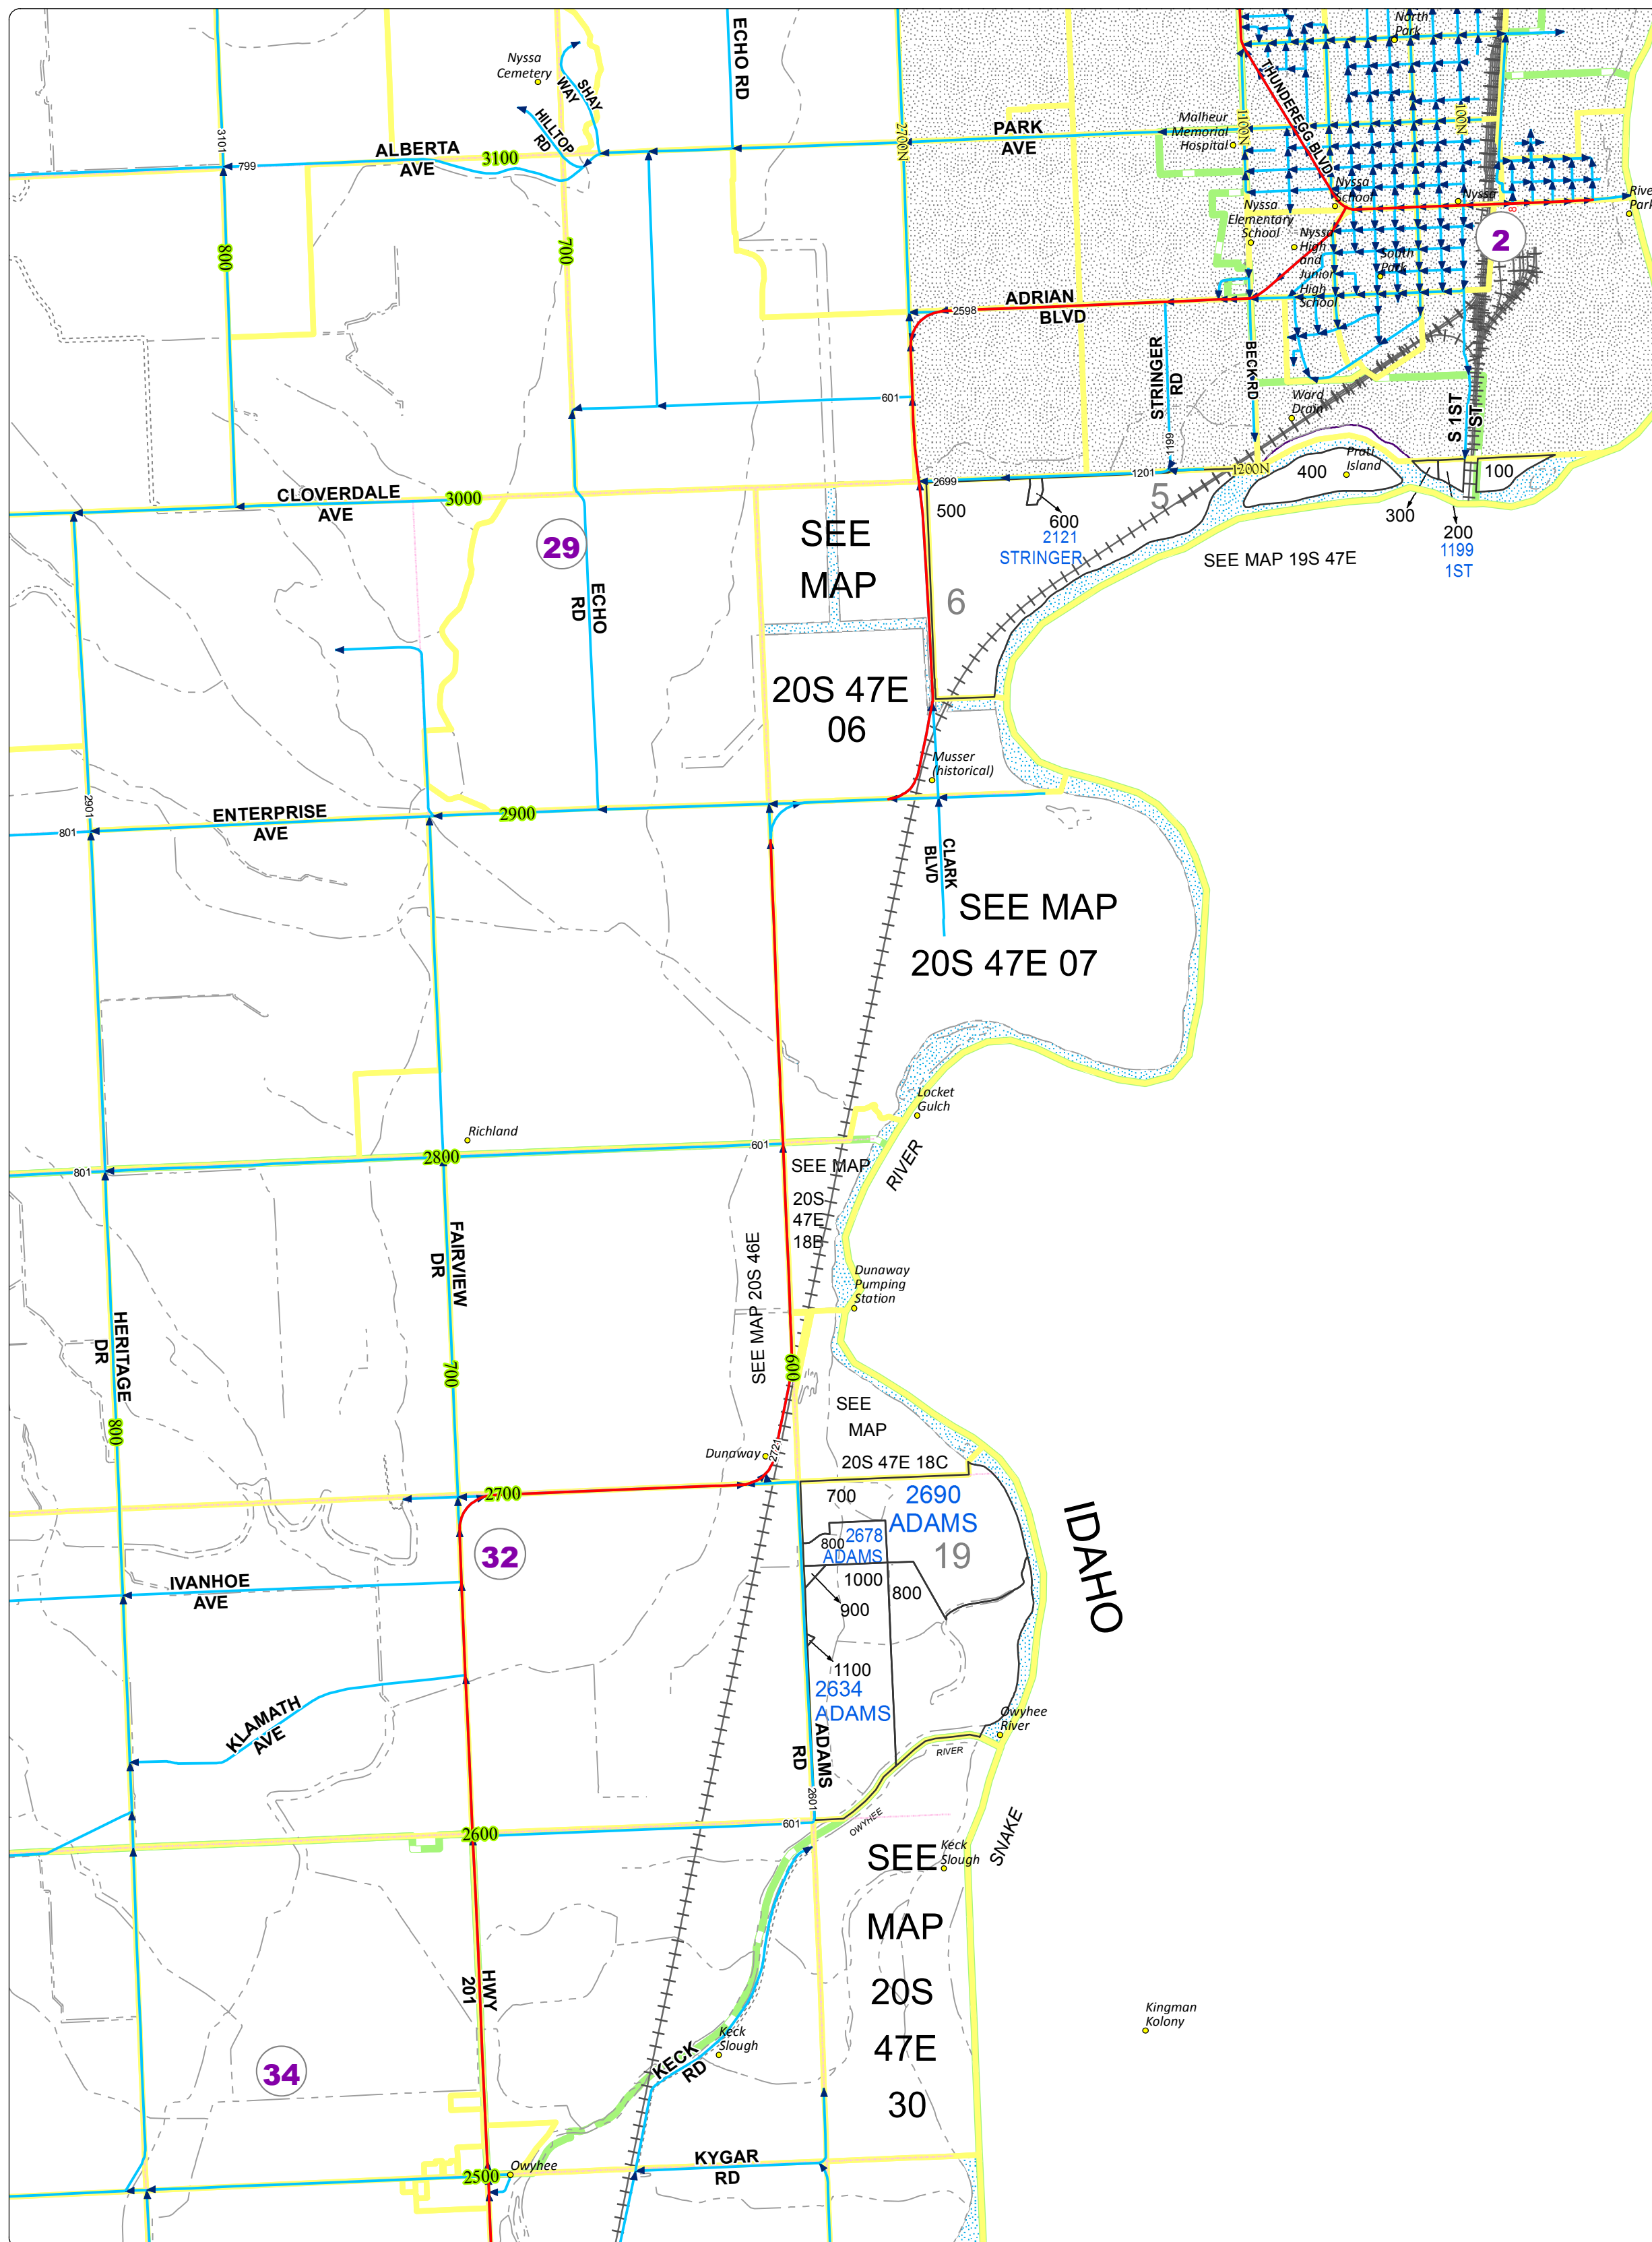 North
Park
ECHO RD
Nyssa
Cemetery
SHAY
WAY
HILLTOP
RD
THUNDEREGG BLVD
3101
2700N
1100N
100N
PARK
AVE
Malheur
Memorial
Hospital
ALBERTA
AVE
3100
799
Nyssa
School
Nyssa
River
Park
Nyssa
Elementary
School
Nyssa
High
and
Junior
High
School
South
Park
2
800
700
ADRIAN
BLVD
2598
STRINGER
RD
BECK RD
S 1ST
ST
601
Ward
Drain
1199
1201
1200N
Prati
Island
400
100
300
200
1199
1ST
CLOVERDALE
AVE
3000
2699
500
600
2121
STRINGER
5
6
SEE MAP 19S 47E
29
SEE
MAP
ECHO
RD
20S 47E
06
Musser
(historical)
2901
801
ENTERPRISE
AVE
2900
CLARK
BLVD
SEE MAP
20S 47E 07
Locket
Gulch
Richland
601
2800
801
SEE MAP
20S
47E
18B
RIVER
SEE MAP 20S 46E
FAIRVIEW
DR
Dunaway
Pumping
Station
HERITAGE
DR
700
600
800
SEE
MAP
20S 47E 18C
Dunaway
2721
2700
700
2690
ADAMS
800
2678
ADAMS
19
IDAHO
32
IVANHOE
AVE
1000
800
900
1100
2634
ADAMS
KLAMATH
AVE
ADAMS
RD
Owyhee
River
RIVER
2601
601
OWYHEE
2600
SNAKE
Keck
Slough
SEE
MAP
20S
47E
30
HWY
201
Kingman
Kolony
Keck
Slough
KECK
RD
34
KYGAR
RD
Owyhee
2500